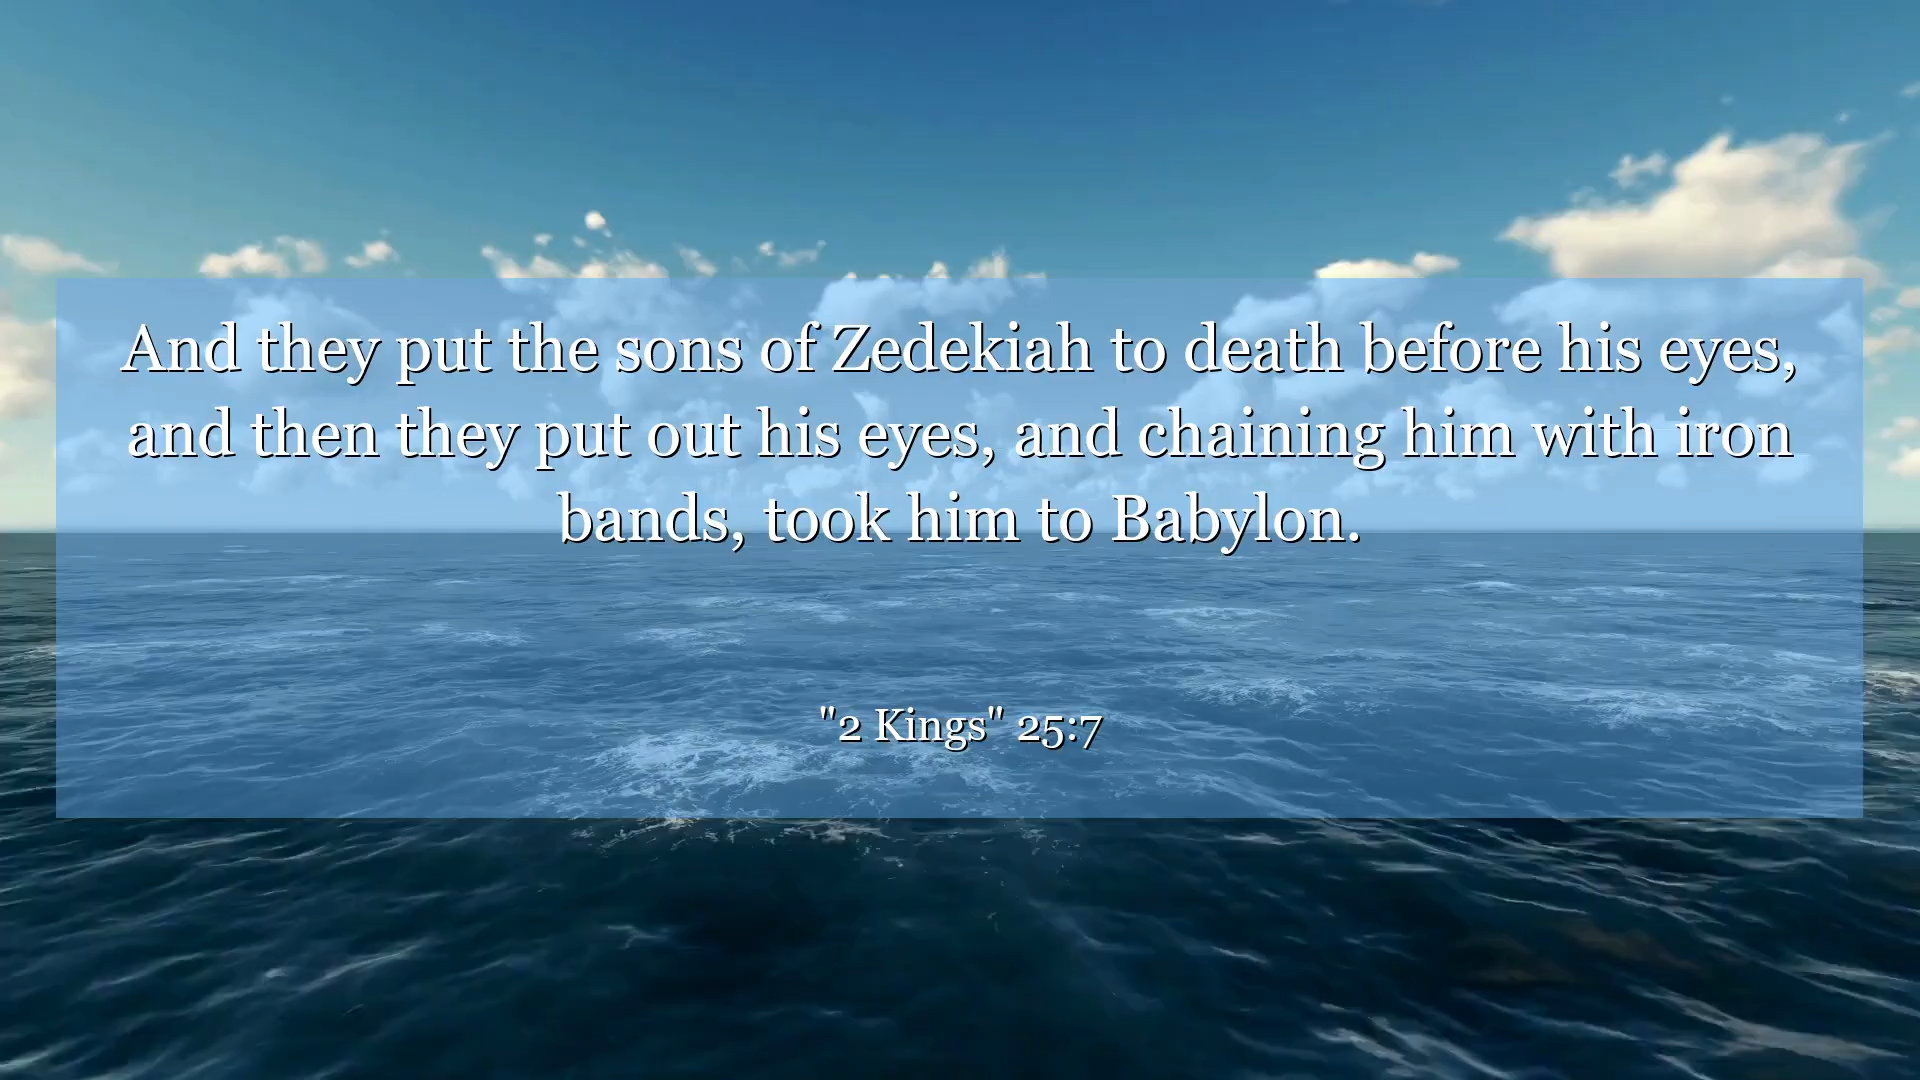 And they put the sons of Zedekiah to death before his eyes,
and then they put out his eyes, and chaining him with iron
bands, took him to Babylon.
"2 Kings" 25:7